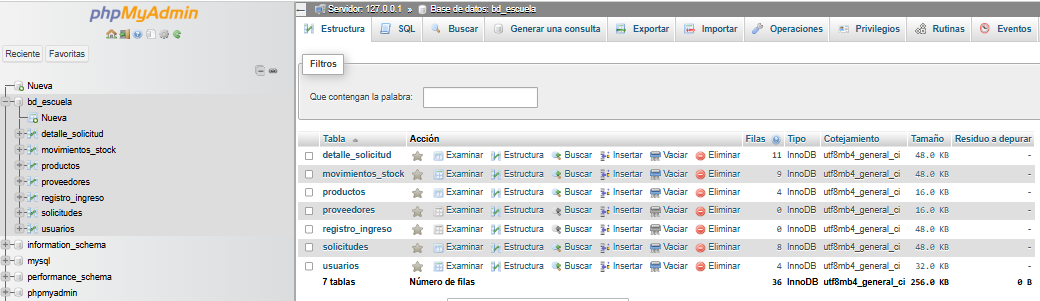 phpMyAdmin
Reciente Favoritas
Nueva
bd_escuela
Nueva
detalle_solicitud
movimientos_stock
productos
proveedores
registro_ingreso
solicitudes
usuarios
information_schema
mysql
performance_schema
phpmyadmin
Servidor: 127.0.0.1 » Base de datos: bd_escuela
Estructura SQL Buscar Generar una consulta Exportar Importar Operaciones Privilegios Rutinas Eventos
Filtros
Que contengan la palabra:
Tabla Acción Filas Tipo Cotejamiento Tamaño Residuo a depurar
detalle_solicitud Examinar Estructura Buscar Insertar Vaciar Eliminar 11 InnoDB utf8mb4_general_ci 48.0 KB -
movimientos_stock Examinar Estructura Buscar Insertar Vaciar Eliminar 9 InnoDB utf8mb4_general_ci 48.0 KB -
productos Examinar Estructura Buscar Insertar Vaciar Eliminar 4 InnoDB utf8mb4_general_ci 16.0 KB -
proveedores Examinar Estructura Buscar Insertar Vaciar Eliminar 0 InnoDB utf8mb4_general_ci 16.0 KB -
registro_ingreso Examinar Estructura Buscar Insertar Vaciar Eliminar 0 InnoDB utf8mb4_general_ci 48.0 KB -
solicitudes Examinar Estructura Buscar Insertar Vaciar Eliminar 8 InnoDB utf8mb4_general_ci 48.0 KB -
usuarios Examinar Estructura Buscar Insertar Vaciar Eliminar 4 InnoDB utf8mb4_general_ci 32.0 KB -
7 tablas Número de filas 36 InnoDB utf8mb4_general_ci 256.0 KB 0 B